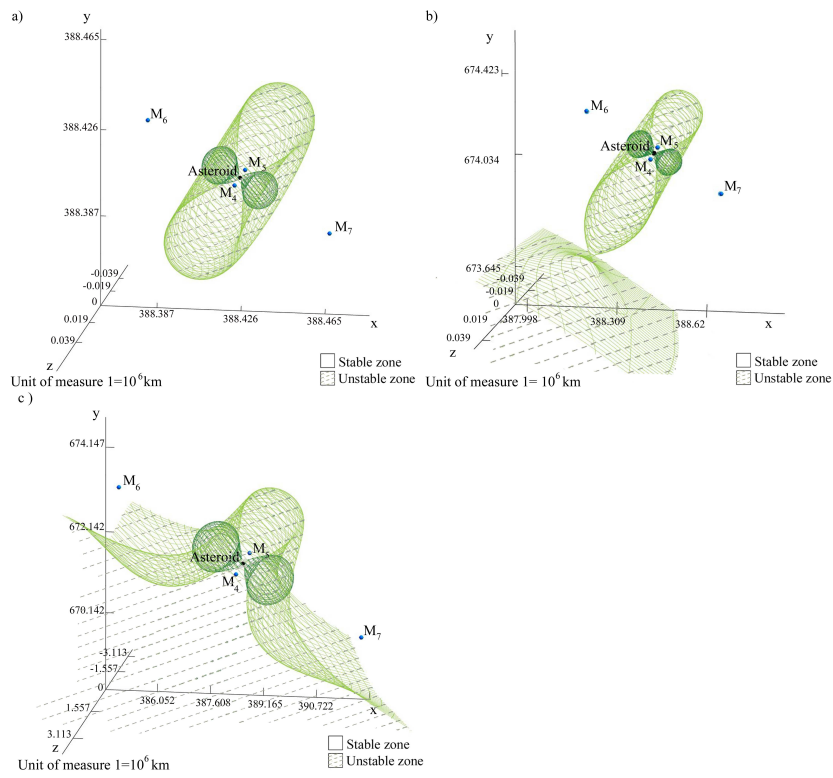 a)
y
388.465
388.426
388.387
M6
Asteroid
M5
M4
M7
-0.039
-0.019
0
0.019
0.039
z
388.387
388.426
388.465
x
Stable zone
Unstable zone
Unit of measure 1=10^6 km
b)
y
674.423
674.034
673.645
M6
Asteroid
M5
M4
M7
-0.039
-0.019
0
0.019
0.039
z
387.998
388.309
388.62
x
Stable zone
Unstable zone
Unit of measure 1= 10^6 km
c )
y
674.147
672.142
670.142
M6
Asteroid
M5
M4
M7
-3.113
-1.557
0
1.557
3.113
z
386.052
387.608
389.165
390.722
x
Stable zone
Unstable zone
Unit of measure 1=10^6 km